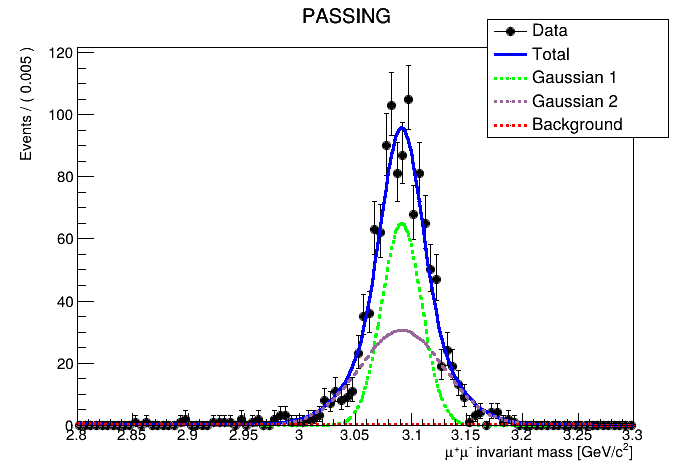 PASSING
Data
Total
Gaussian 1
Gaussian 2
Background
Events / ( 0.005 )
120
100
80
60
40
20
0
2.8 2.85 2.9 2.95 3 3.05 3.1 3.15 3.2 3.25 3.3
μ⁺μ⁻ invariant mass [GeV/c²]